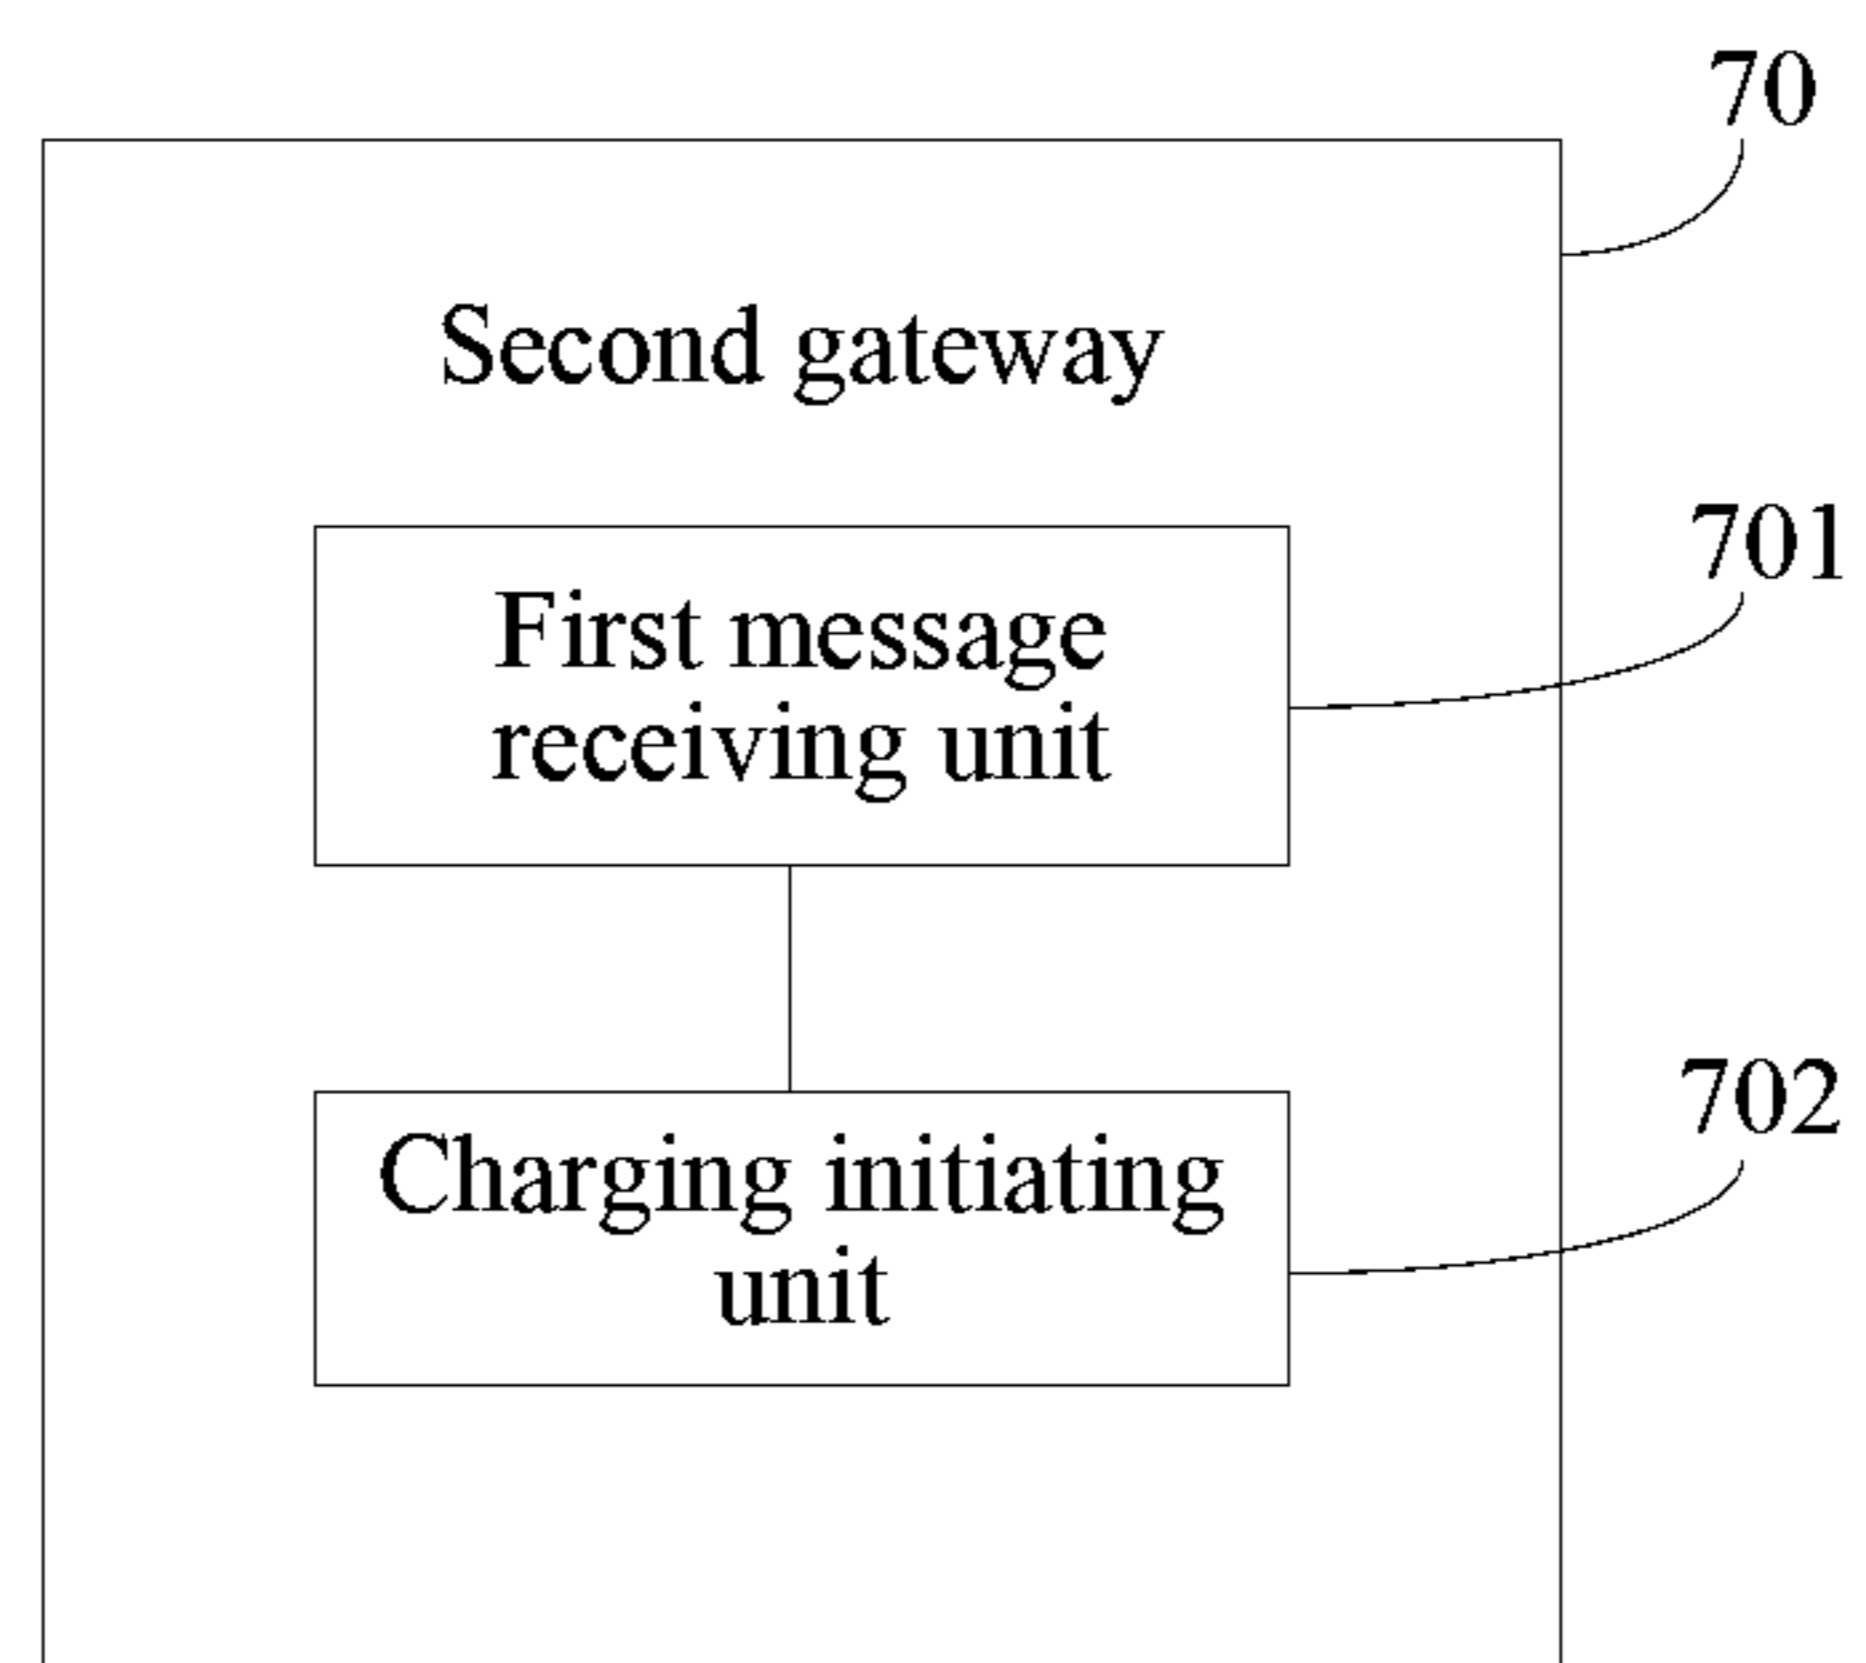 70
Second gateway
701
First message
receiving unit
702
Charging initiating
unit